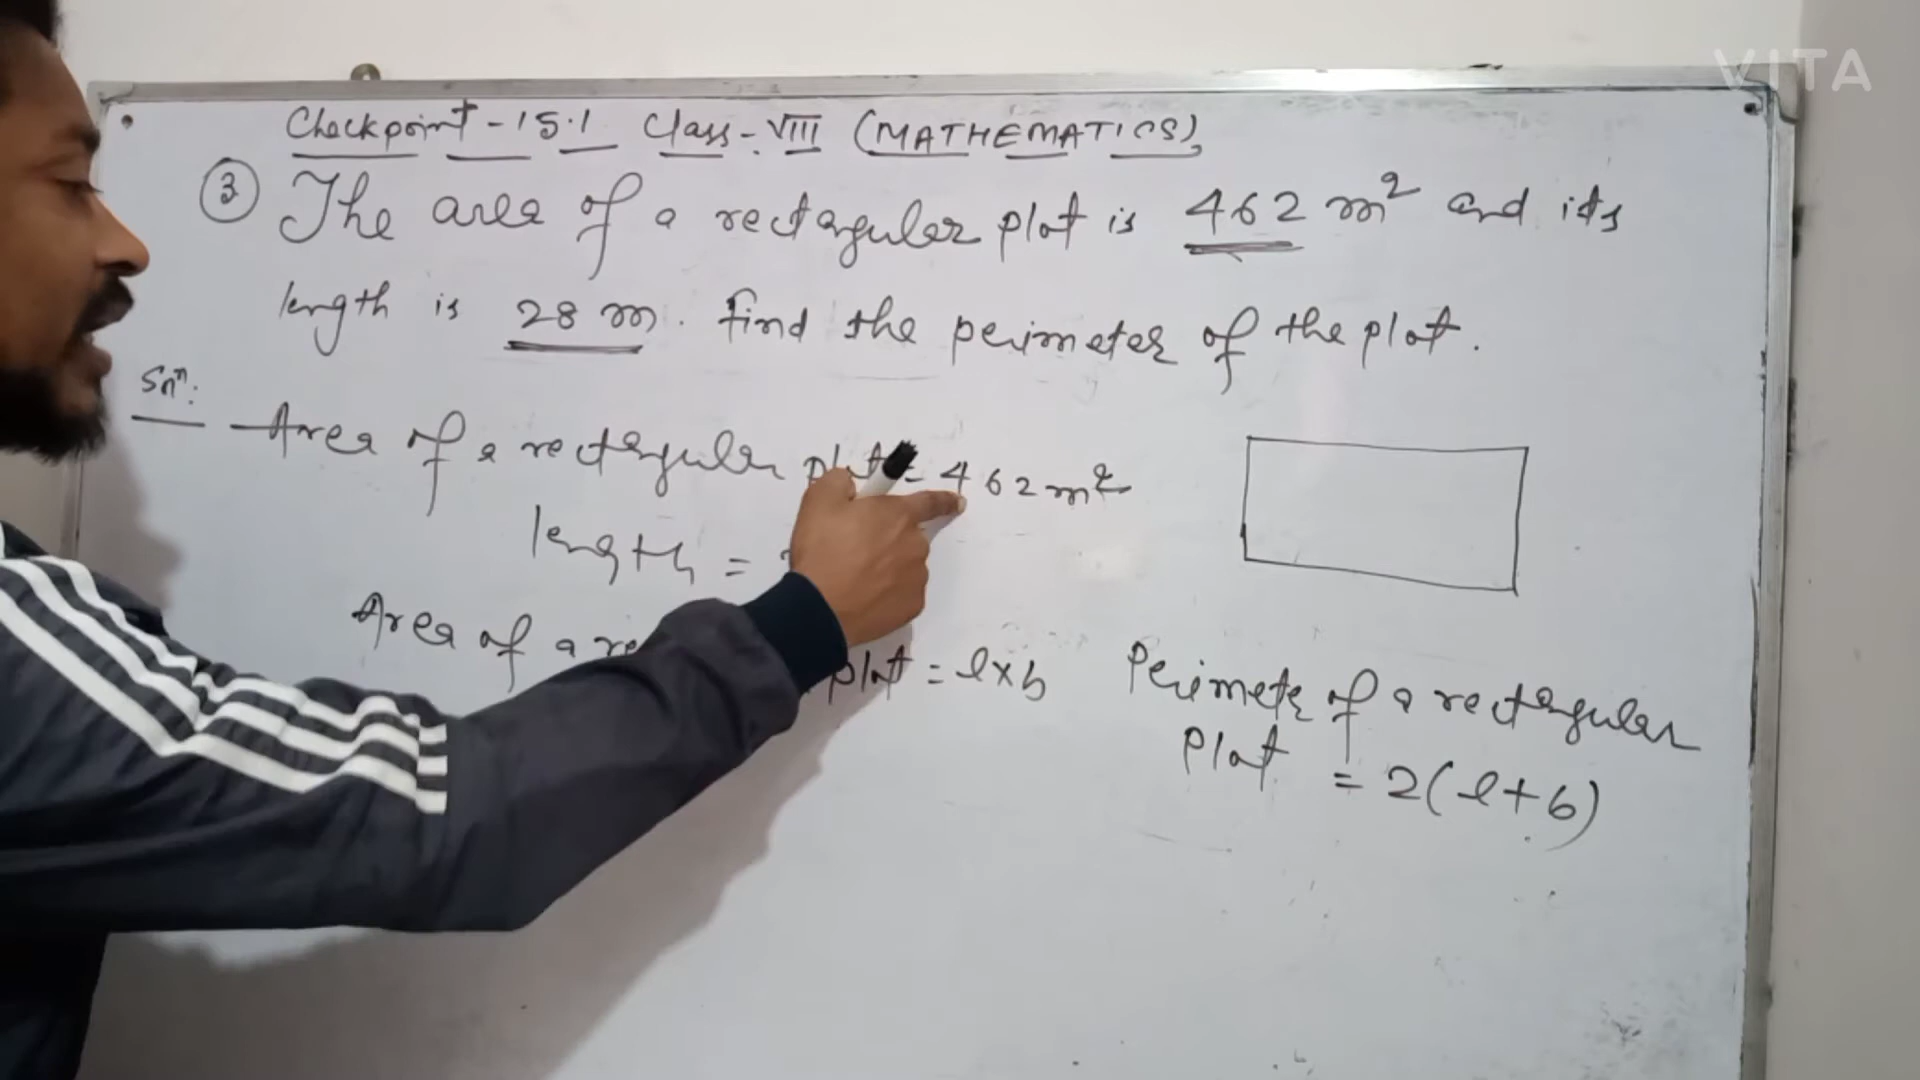 VITA
Checkpoint-15.1 Class-VIII (MATHEMATICS)
③ The area of a rectangular plot is 462 m² and its
length is 28 m. find the perimeter of the plot.
Solⁿ:
Area of a rectangular plot = 462 m²
length =
Area of a plot = l×b
Perimeter of a rectangular
Plat
= 2(l+b)